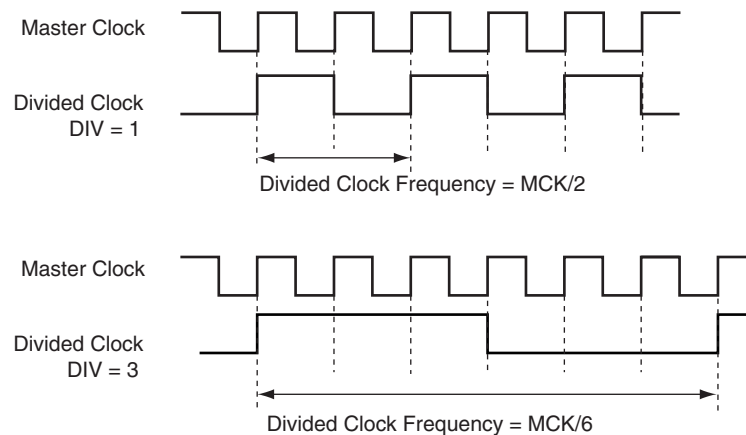 Master Clock
Divided Clock
DIV = 1
Divided Clock Frequency = MCK/2
Master Clock
Divided Clock
DIV = 3
Divided Clock Frequency = MCK/6